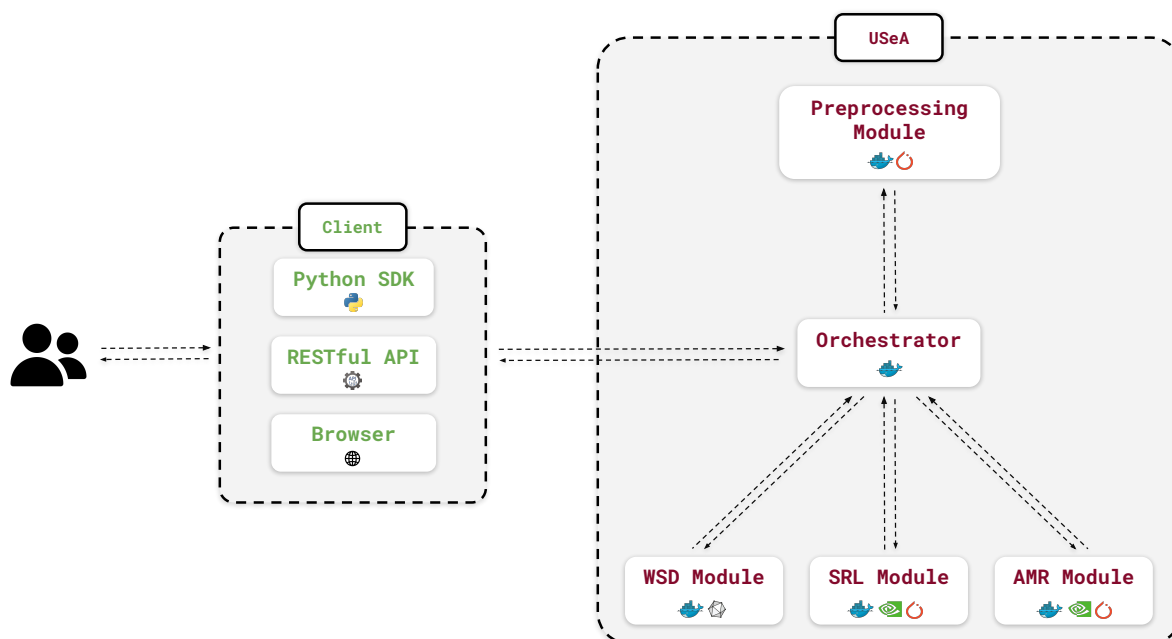 USeA
Preprocessing
Module
Client
Python SDK
RESTful API
Browser
Orchestrator
WSD Module
SRL Module
AMR Module